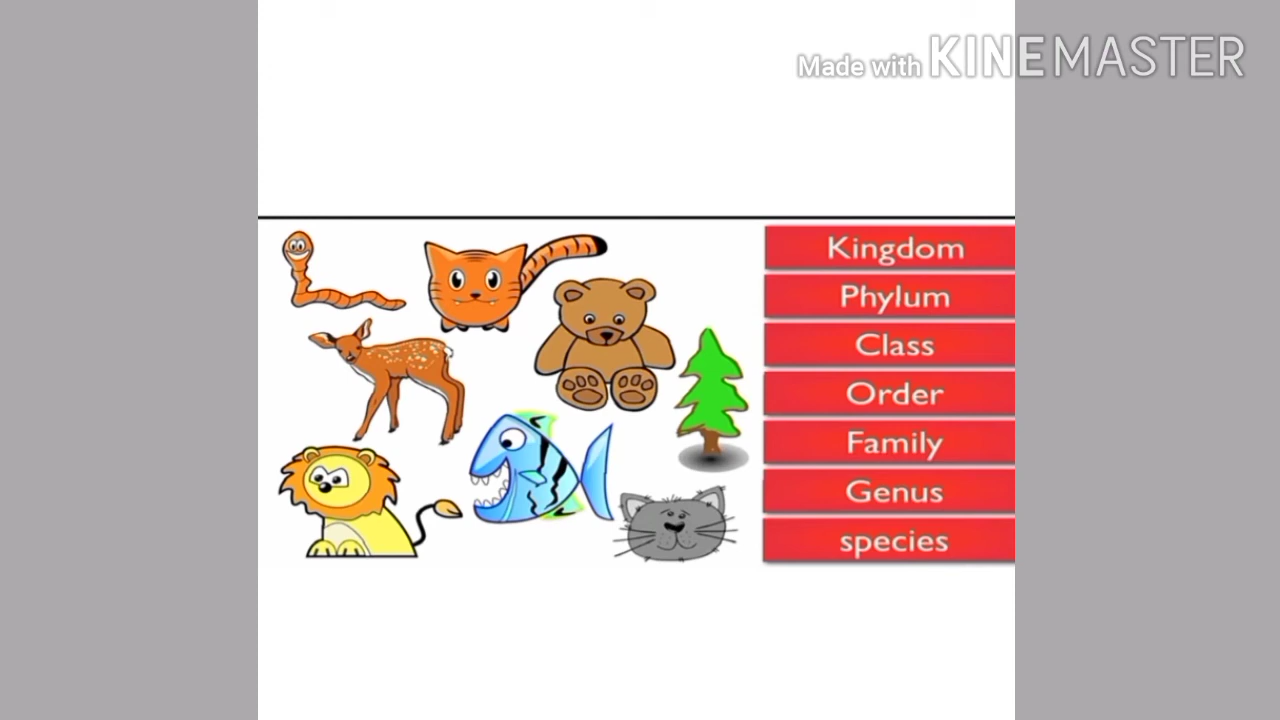 Made with KINEMASTER
Kingdom
Phylum
Class
Order
Family
Genus
species